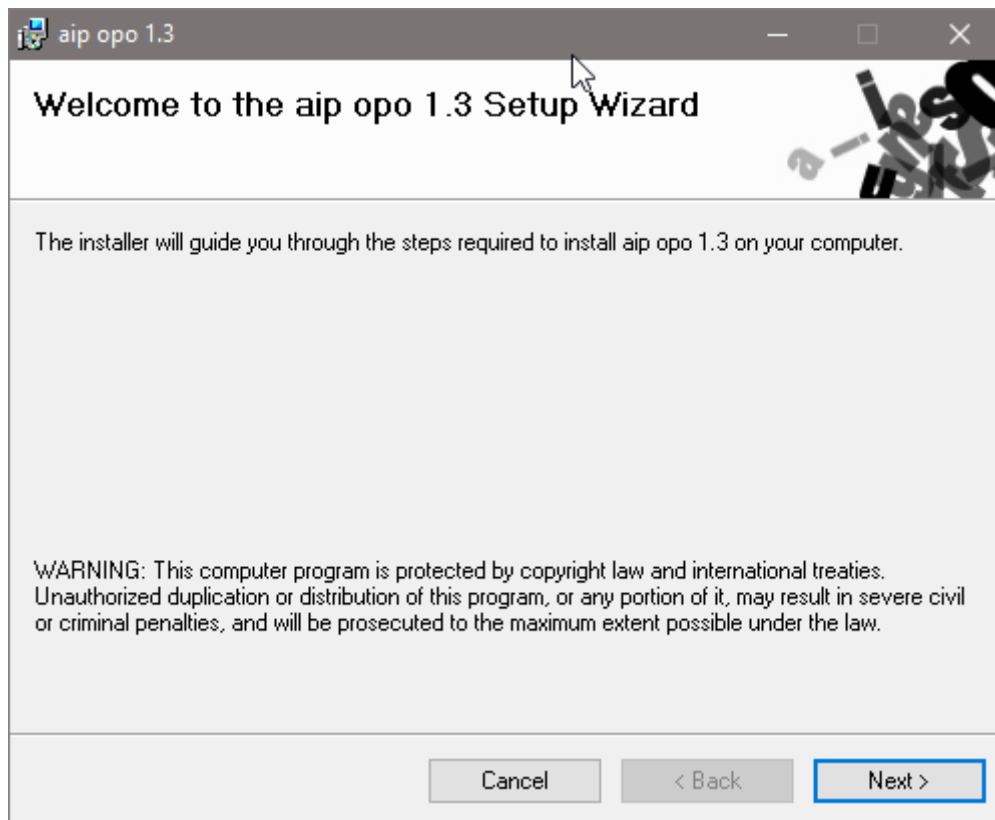 aip opo 1.3
Welcome to the aip opo 1.3 Setup Wizard
The installer will guide you through the steps required to install aip opo 1.3 on your computer.
WARNING: This computer program is protected by copyright law and international treaties.
Unauthorized duplication or distribution of this program, or any portion of it, may result in severe civil
or criminal penalties, and will be prosecuted to the maximum extent possible under the law.
Cancel
< Back
Next >